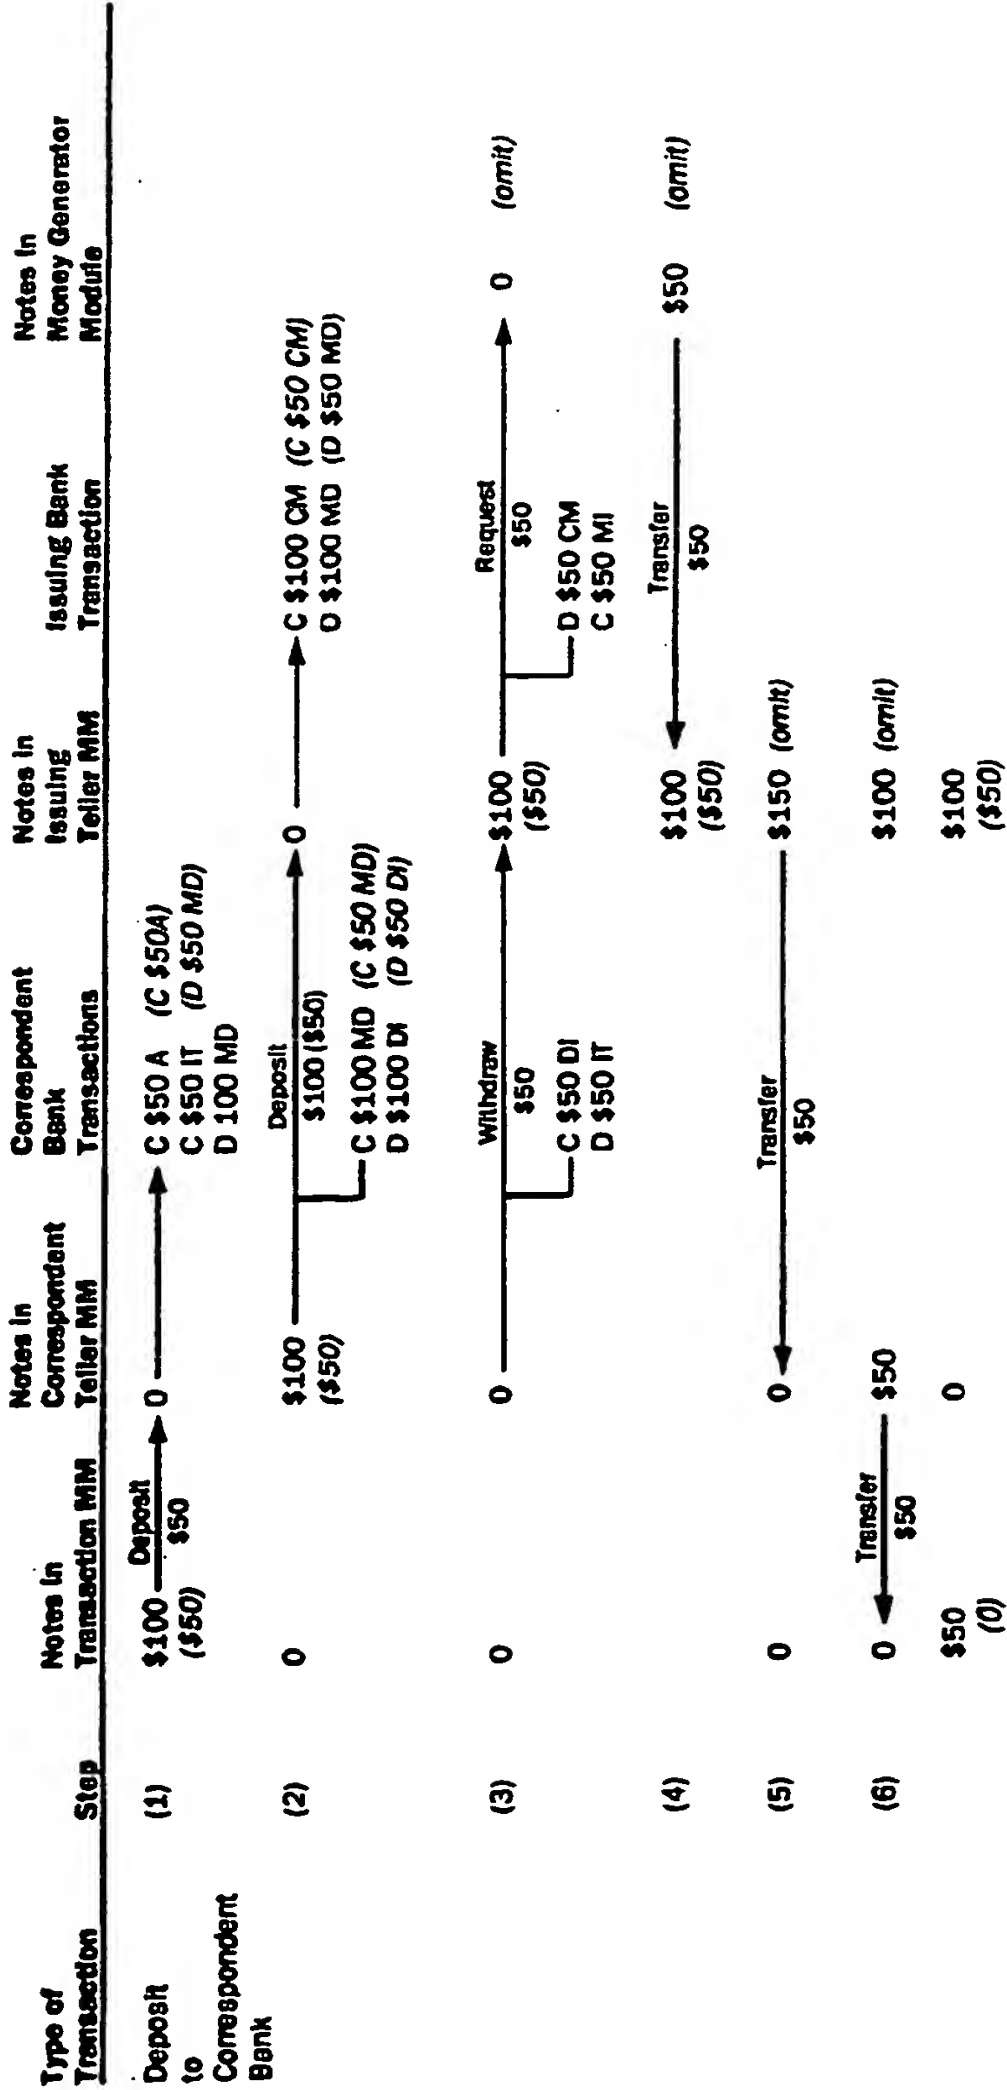 Type of
Transaction
Step
Notes in
Transaction MM
Notes in
Correspondent
Teller MM
Correspondent
Bank
Transactions
Notes in
Issuing
Teller MM
Issuing Bank
Transaction
Notes in
Money Generator
Module
Deposit
to
Correspondent
Bank
(1)
$100
($50)
Deposit
$50
0
C $50 A (C $50A)
C $50 IT (D $50 MD)
D 100 MD
(2)
0
$100
($50)
Deposit
$100 ($50)
C $100 MD (C $50 MD)
D $100 DI (D $50 DI)
0
C $100 CM (C $50 CM)
D $100 MD (D $50 MD)
(3)
0
0
Withdraw
$50
C $50 DI
D $50 IT
$100
($50)
Request
$50
D $50 CM
C $50 MI
0 (omit)
(4)
$100
($50)
Transfer
$50
$50 (omit)
(5)
0
0
Transfer
$50
$150 (omit)
(6)
0
Transfer
$50
$50
$100 (omit)
$50
(0)
0
$100
($50)